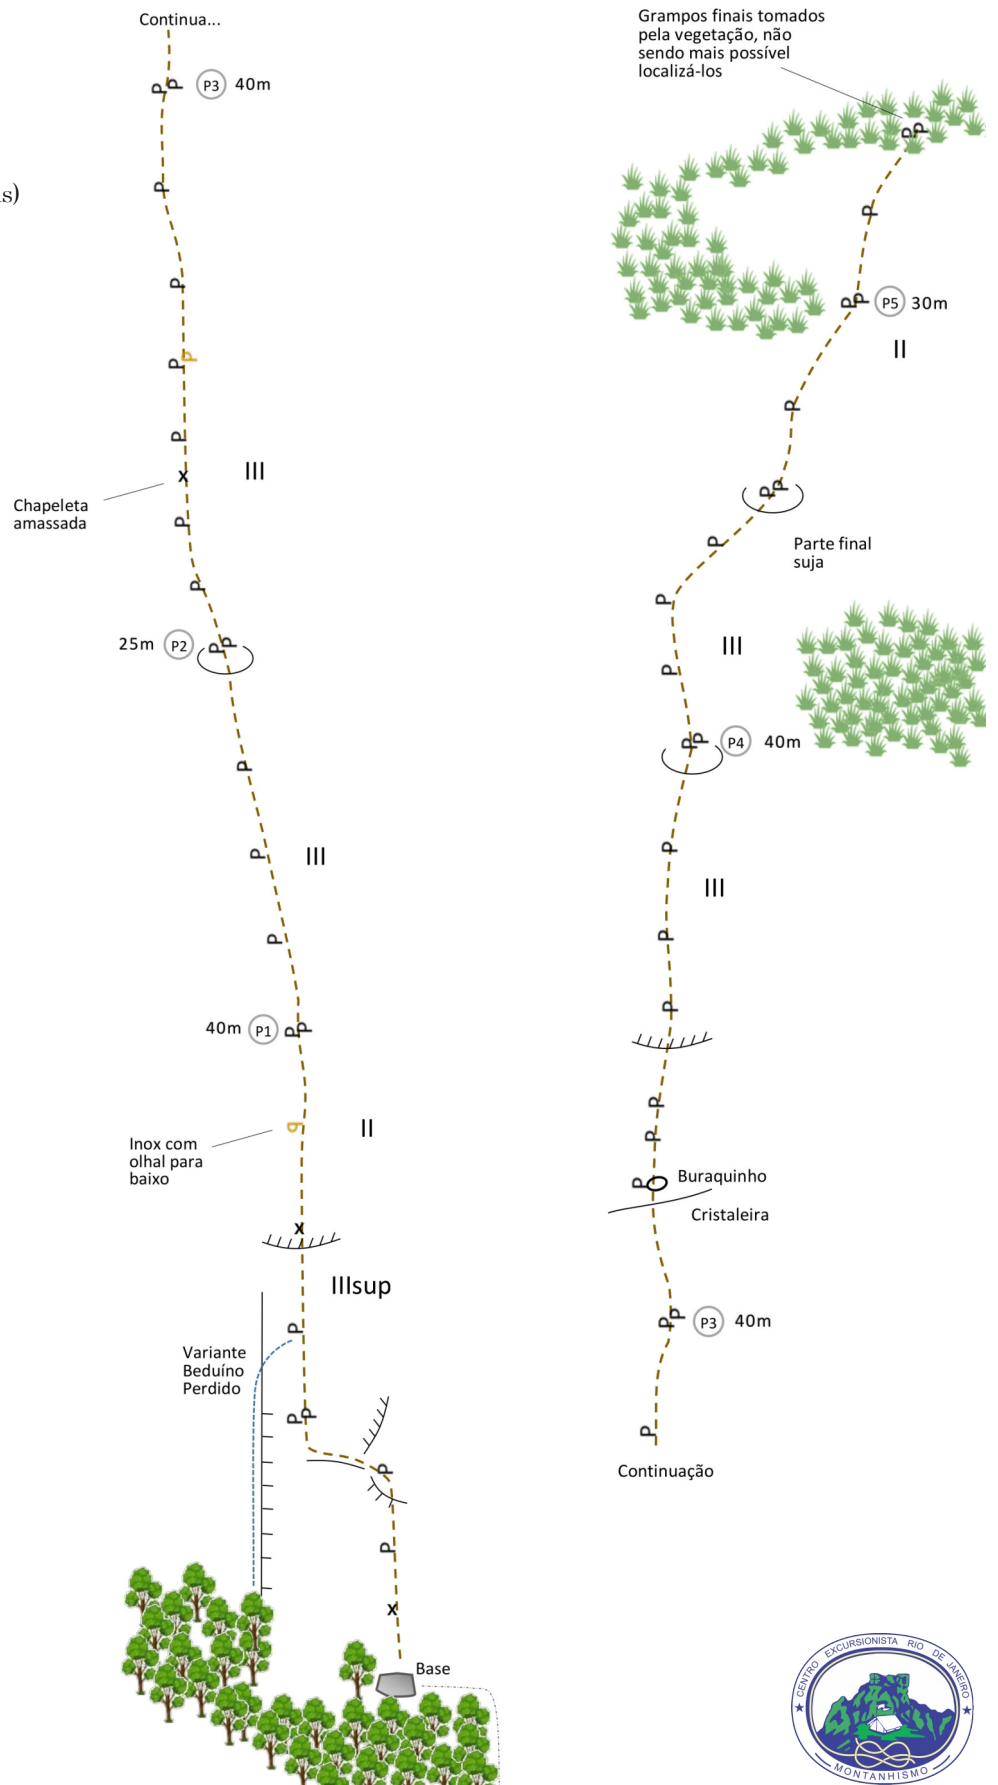 Continua...
P3 40m
s)
III
Chapeleta
amassada
25m P2
III
40m P1
II
Inox com
olhal para
baixo
x
IIIsup
Variante
Beduíno
Perdido
x
Base
Grampos finais tomados
pela vegetação, não
sendo mais possível
localizá-los
P5 30m
II
Parte final
suja
III
P4 40m
III
Buraquinho
Cristaleira
P3 40m
Continuação
CENTRO EXCURSIONISTA RIO DE JANEIRO
MONTANHISMO